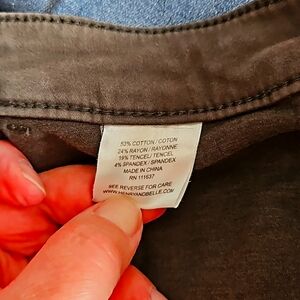 53% COTTON / COTTON
24% RAYON / RAYONNE
19% TENCEL / TENCEL
4% SPANDEX / SPANDEX
MADE IN CHINA
RN 111637
SEE REVERSE FOR CARE
WWW.HENRYANDBELLE.COM